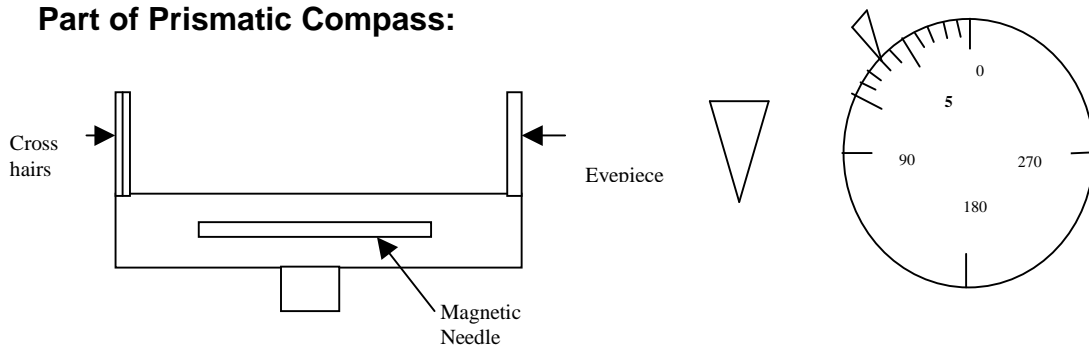 Part of Prismatic Compass:
Cross
hairs
Eyepiece
Magnetic
Needle
0
5
90
270
180